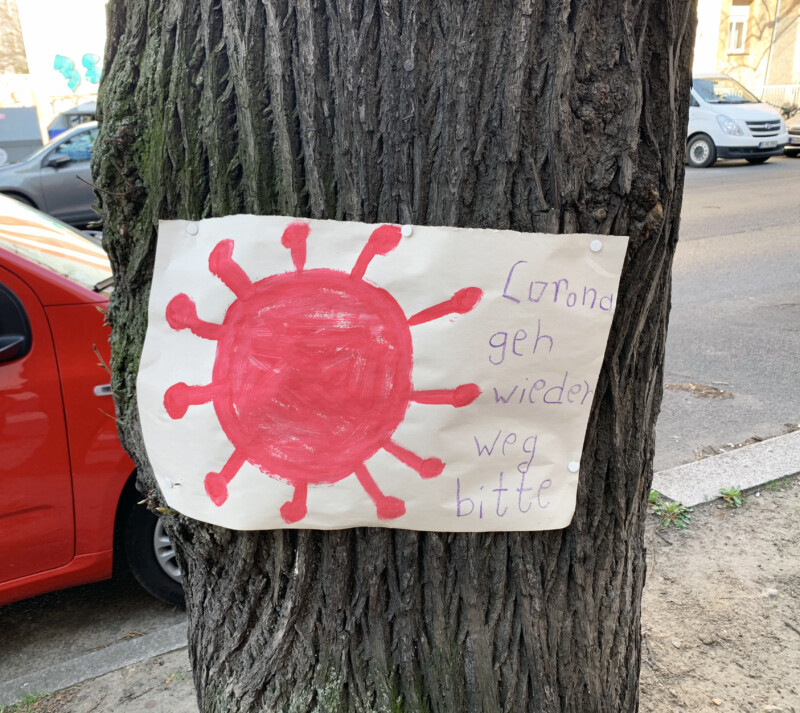 Corona
geh
wieder
weg
bitte